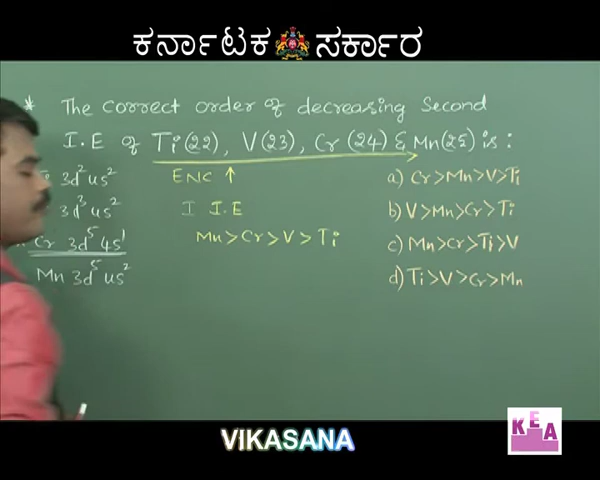 ಕರ್ನಾಟಕ ಸರ್ಕಾರ
* The correct order of decreasing Second
I.E of Ti(22), V(23), Cr(24) & Mn(25) is:
3d² 4s²
3d³ 4s²
Cr 3d⁵ 4s¹
Mn 3d⁵ 4s²
ENC ↑
I I.E
Mn > Cr > V > Ti
a) Cr>Mn>V>Ti
b) V>Mn>Cr>Ti
c) Mn>Cr>Ti>V
d) Ti>V>Cr>Mn
KEA
VIKASANA